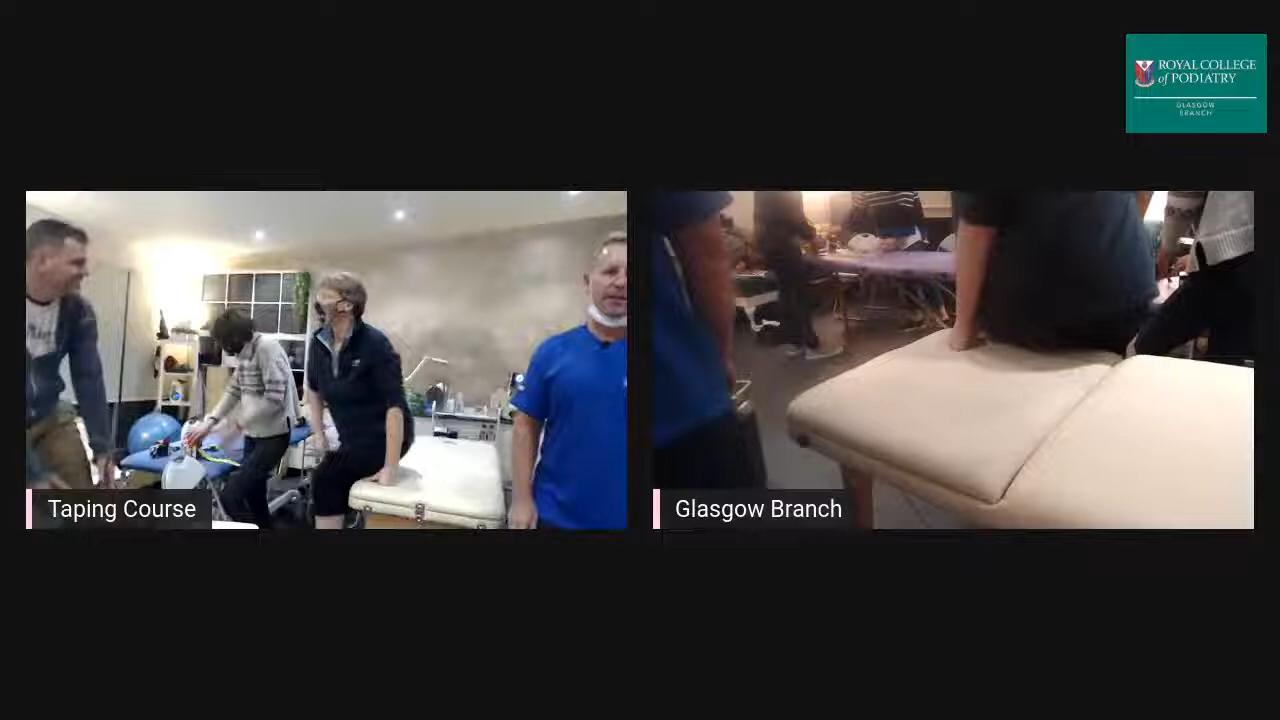 ROYAL COLLEGE
of PODIATRY
GLASGOW
BRANCH
Taping Course
Glasgow Branch